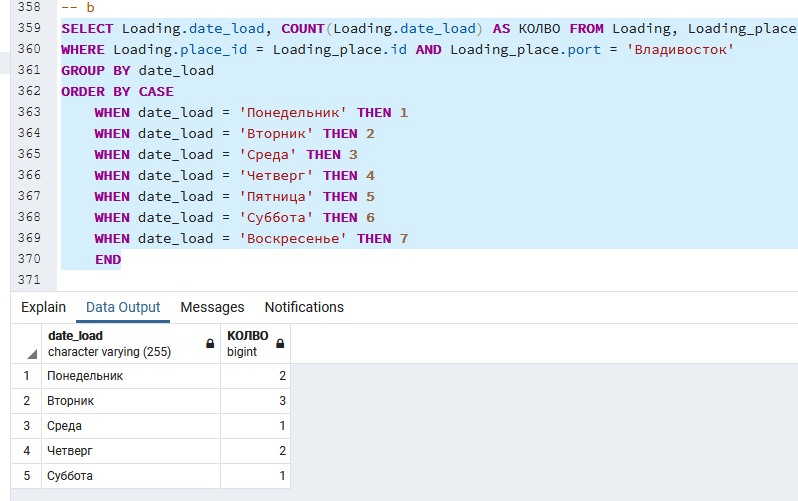 358 -- b
359 SELECT Loading.date_load, COUNT(Loading.date_load) AS КОЛВО FROM Loading, Loading_place
360 WHERE Loading.place_id = Loading_place.id AND Loading_place.port = 'Владивосток'
361 GROUP BY date_load
362 ORDER BY CASE
363 WHEN date_load = 'Понедельник' THEN 1
364 WHEN date_load = 'Вторник' THEN 2
365 WHEN date_load = 'Среда' THEN 3
366 WHEN date_load = 'Четверг' THEN 4
367 WHEN date_load = 'Пятница' THEN 5
368 WHEN date_load = 'Суббота' THEN 6
369 WHEN date_load = 'Воскресенье' THEN 7
370 END
371
Explain Data Output Messages Notifications
date_load КОЛВО
character varying (255) bigint
1 Понедельник 2
2 Вторник 3
3 Среда 1
4 Четверг 2
5 Суббота 1